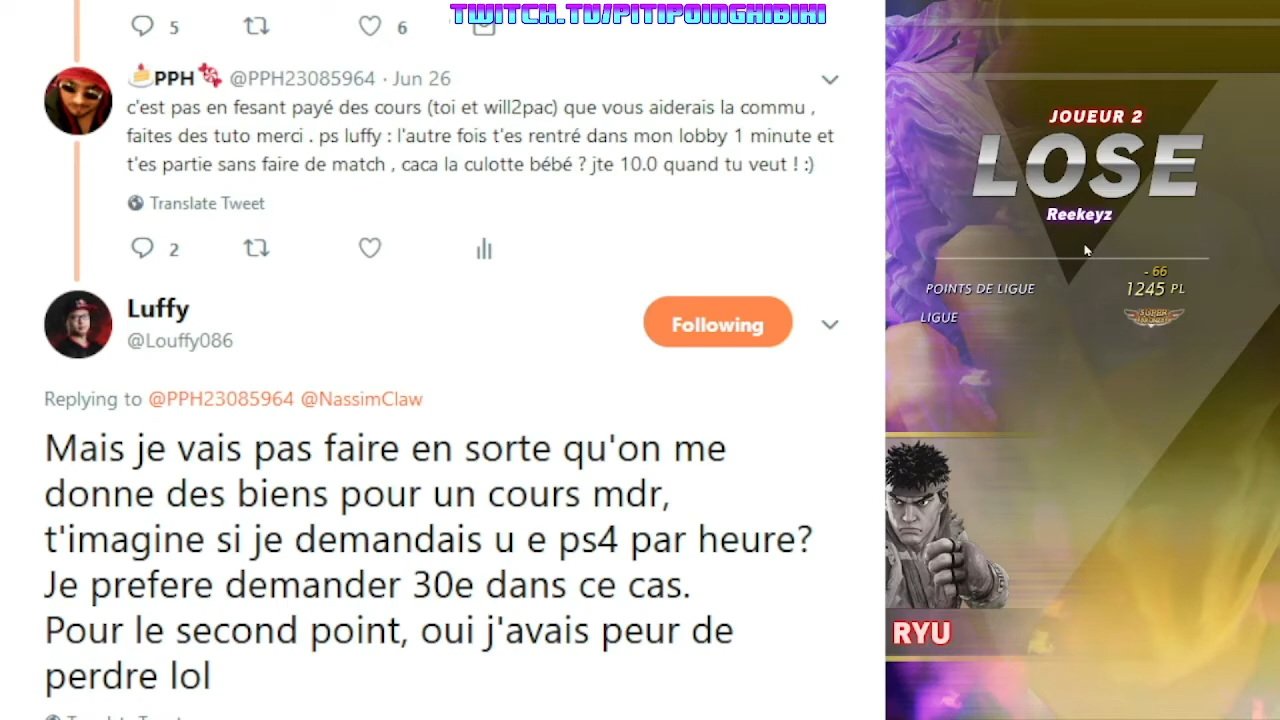 TWITCH.TV/PITIPOINGHIBIKI
5
6
PPH @PPH23085964 · Jun 26
c'est pas en fesant payé des cours (toi et will2pac) que vous aiderais la commu ,
faites des tuto merci . ps luffy : l'autre fois t'es rentré dans mon lobby 1 minute et
t'es partie sans faire de match , caca la culotte bébé ? jte 10.0 quand tu veut ! :)
Translate Tweet
2
Luffy
@Louffy086
Following
Replying to @PPH23085964 @NassimClaw
Mais je vais pas faire en sorte qu'on me
donne des biens pour un cours mdr,
t'imagine si je demandais u e ps4 par heure?
Je prefere demander 30e dans ce cas.
Pour le second point, oui j'avais peur de
perdre lol
Translate Tweet
JOUEUR 2
LOSE
Reekeyz
- 66
POINTS DE LIGUE 1245 PL
LIGUE
SUPER
RYU